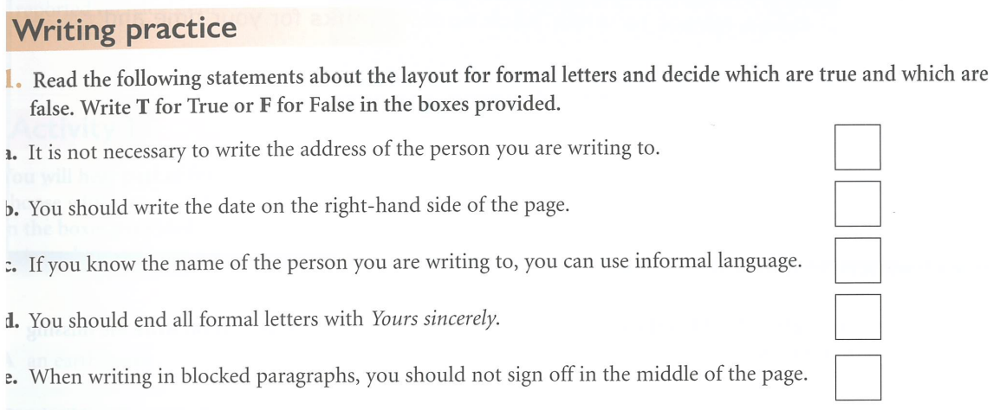 Writing practice
1. Read the following statements about the layout for formal letters and decide which are true and which are
false. Write T for True or F for False in the boxes provided.
a. It is not necessary to write the address of the person you are writing to.
b. You should write the date on the right-hand side of the page.
c. If you know the name of the person you are writing to, you can use informal language.
d. You should end all formal letters with Yours sincerely.
e. When writing in blocked paragraphs, you should not sign off in the middle of the page.